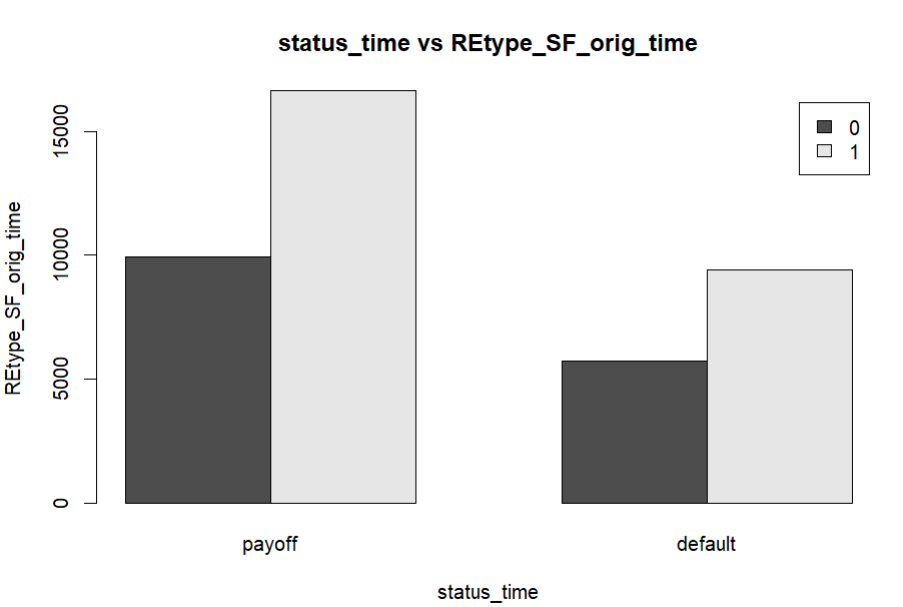 status_time vs REtype_SF_orig_time
0
1
REtype_SF_orig_time
15000
10000
5000
0
payoff default
status_time